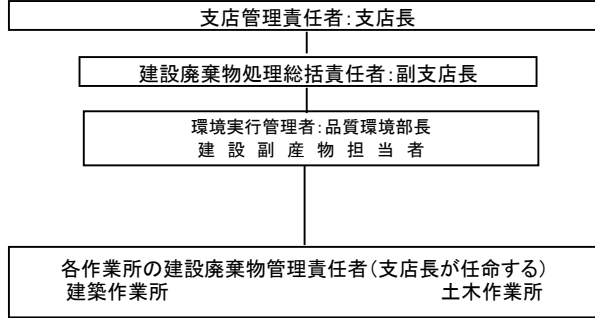 支店管理責任者:支店長
建設廃棄物処理総括責任者:副支店長
環境実行管理者:品質環境部長
建設副産物担当者
各作業所の建設廃棄物管理責任者(支店長が任命する)
建築作業所 土木作業所